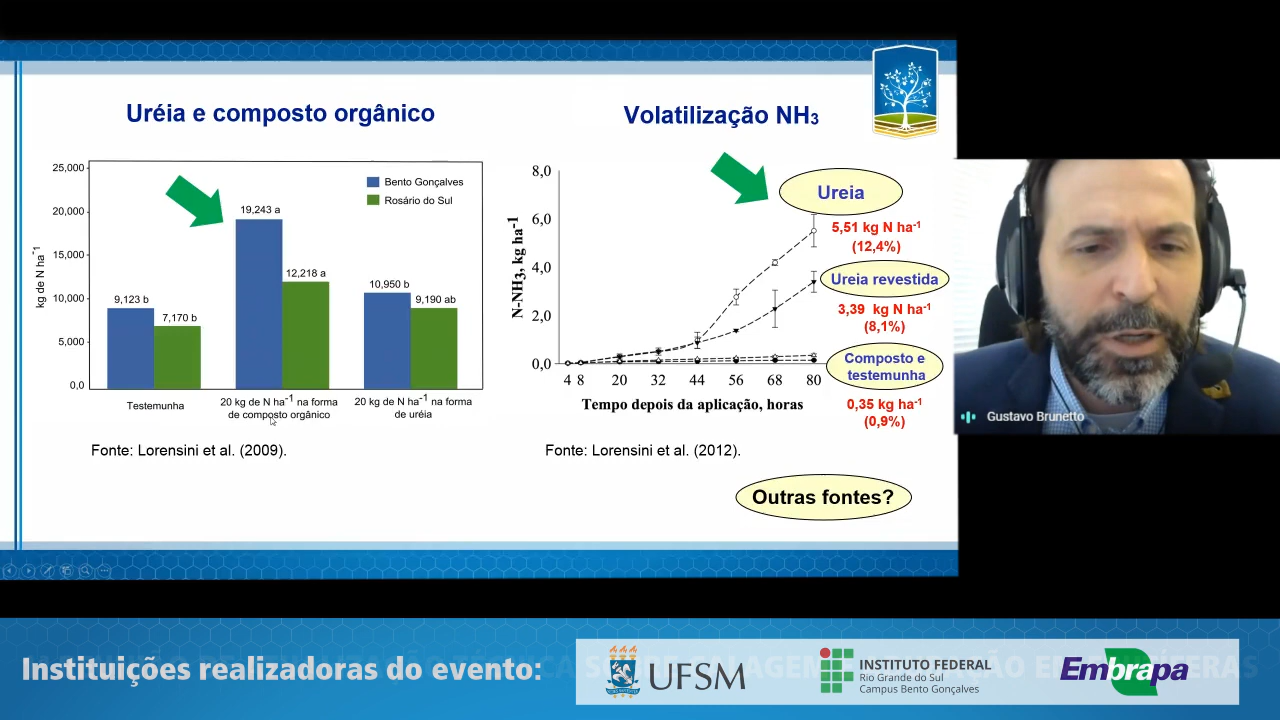 Uréia e composto orgânico
25,000
20,000
15,000
10,000
5,000
0,0
kg de N ha-1
Bento Gonçalves
Rosário do Sul
9,123 b
7,170 b
19,243 a
12,218 a
10,950 b
9,190 ab
Testemunha
20 kg de N ha-1 na forma
de composto orgânico
20 kg de N ha-1 na forma
de uréia
Fonte: Lorensini et al. (2009).
Volatilização NH3
8,0
6,0
4,0
2,0
0,0
N-NH3, kg ha-1
4 8 20 32 44 56 68 80
Tempo depois da aplicação, horas
Ureia
5,51 kg N ha-1
(12,4%)
Ureia revestida
3,39 kg N ha-1
(8,1%)
Composto e
testemunha
0,35 kg ha-1
(0,9%)
Fonte: Lorensini et al. (2012).
Outras fontes?
Gustavo Brunetto
Instituições realizadoras do evento:
UFSM
INSTITUTO FEDERAL
Rio Grande do Sul
Campus Bento Gonçalves
Embrapa